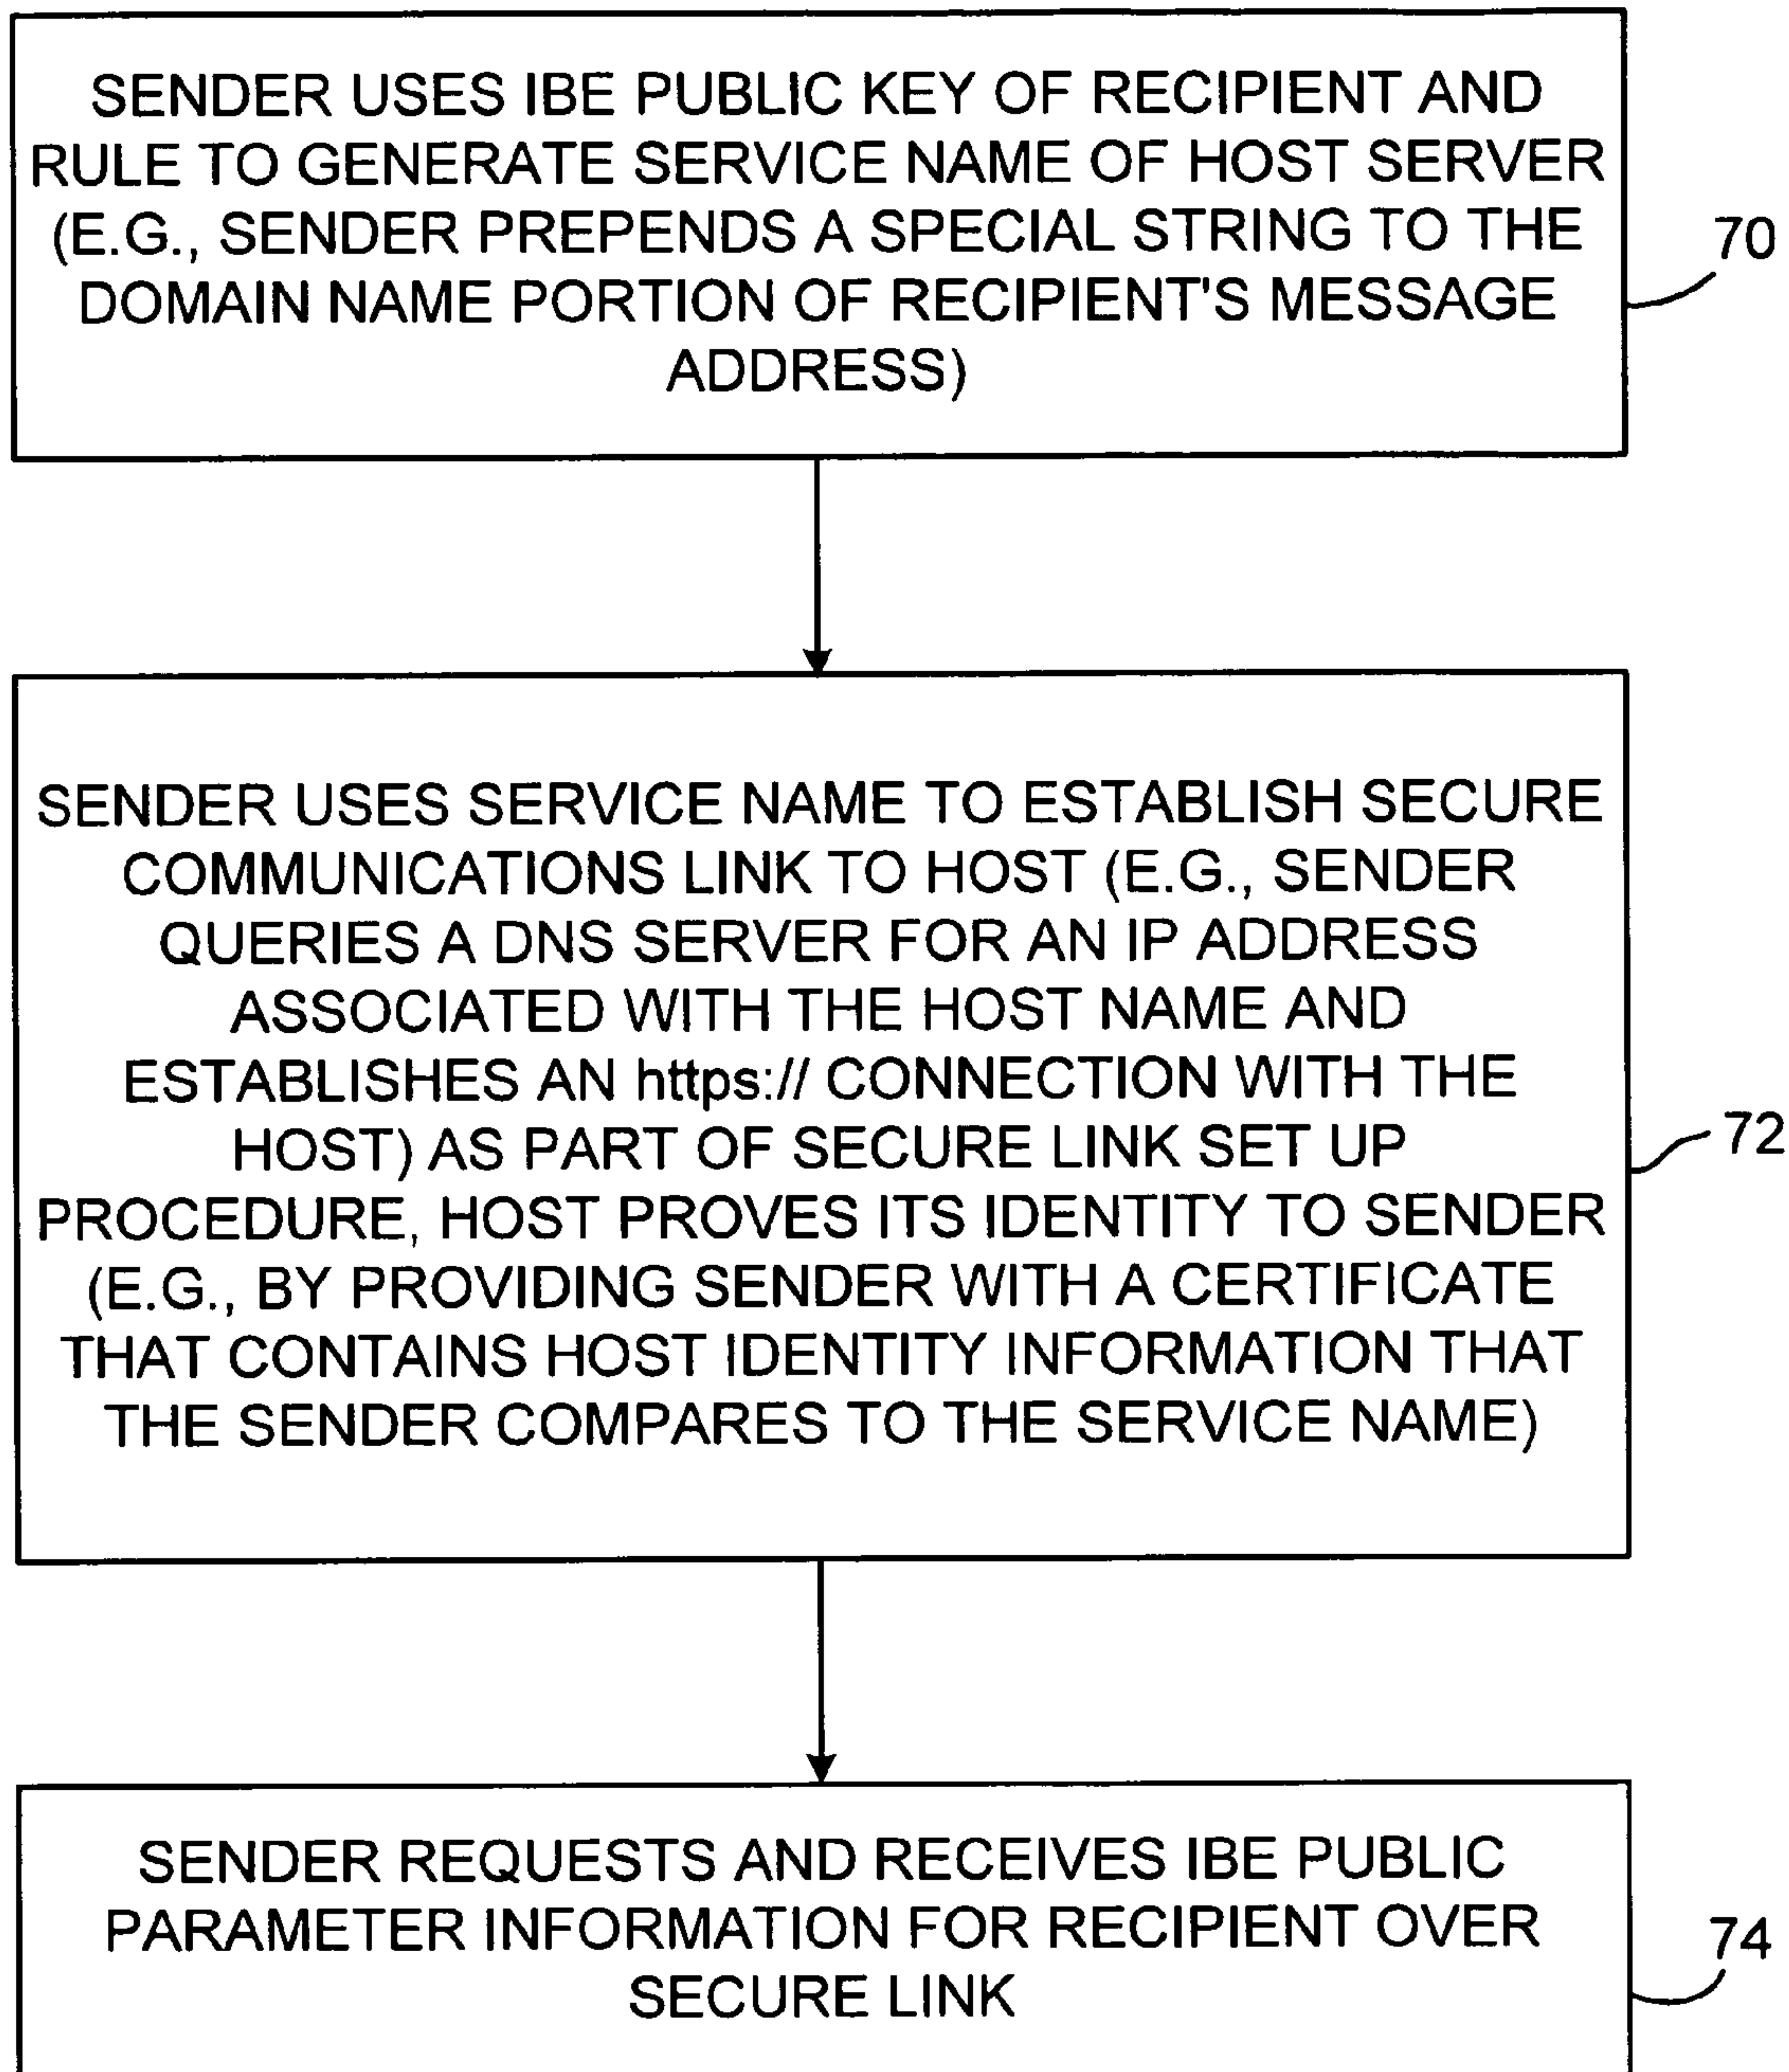 SENDER USES IBE PUBLIC KEY OF RECIPIENT AND
RULE TO GENERATE SERVICE NAME OF HOST SERVER
(E.G., SENDER PREPENDS A SPECIAL STRING TO THE
DOMAIN NAME PORTION OF RECIPIENT'S MESSAGE
ADDRESS)
70
SENDER USES SERVICE NAME TO ESTABLISH SECURE
COMMUNICATIONS LINK TO HOST (E.G., SENDER
QUERIES A DNS SERVER FOR AN IP ADDRESS
ASSOCIATED WITH THE HOST NAME AND
ESTABLISHES AN https:// CONNECTION WITH THE
HOST) AS PART OF SECURE LINK SET UP
PROCEDURE, HOST PROVES ITS IDENTITY TO SENDER
(E.G., BY PROVIDING SENDER WITH A CERTIFICATE
THAT CONTAINS HOST IDENTITY INFORMATION THAT
THE SENDER COMPARES TO THE SERVICE NAME)
72
SENDER REQUESTS AND RECEIVES IBE PUBLIC
PARAMETER INFORMATION FOR RECIPIENT OVER
SECURE LINK
74